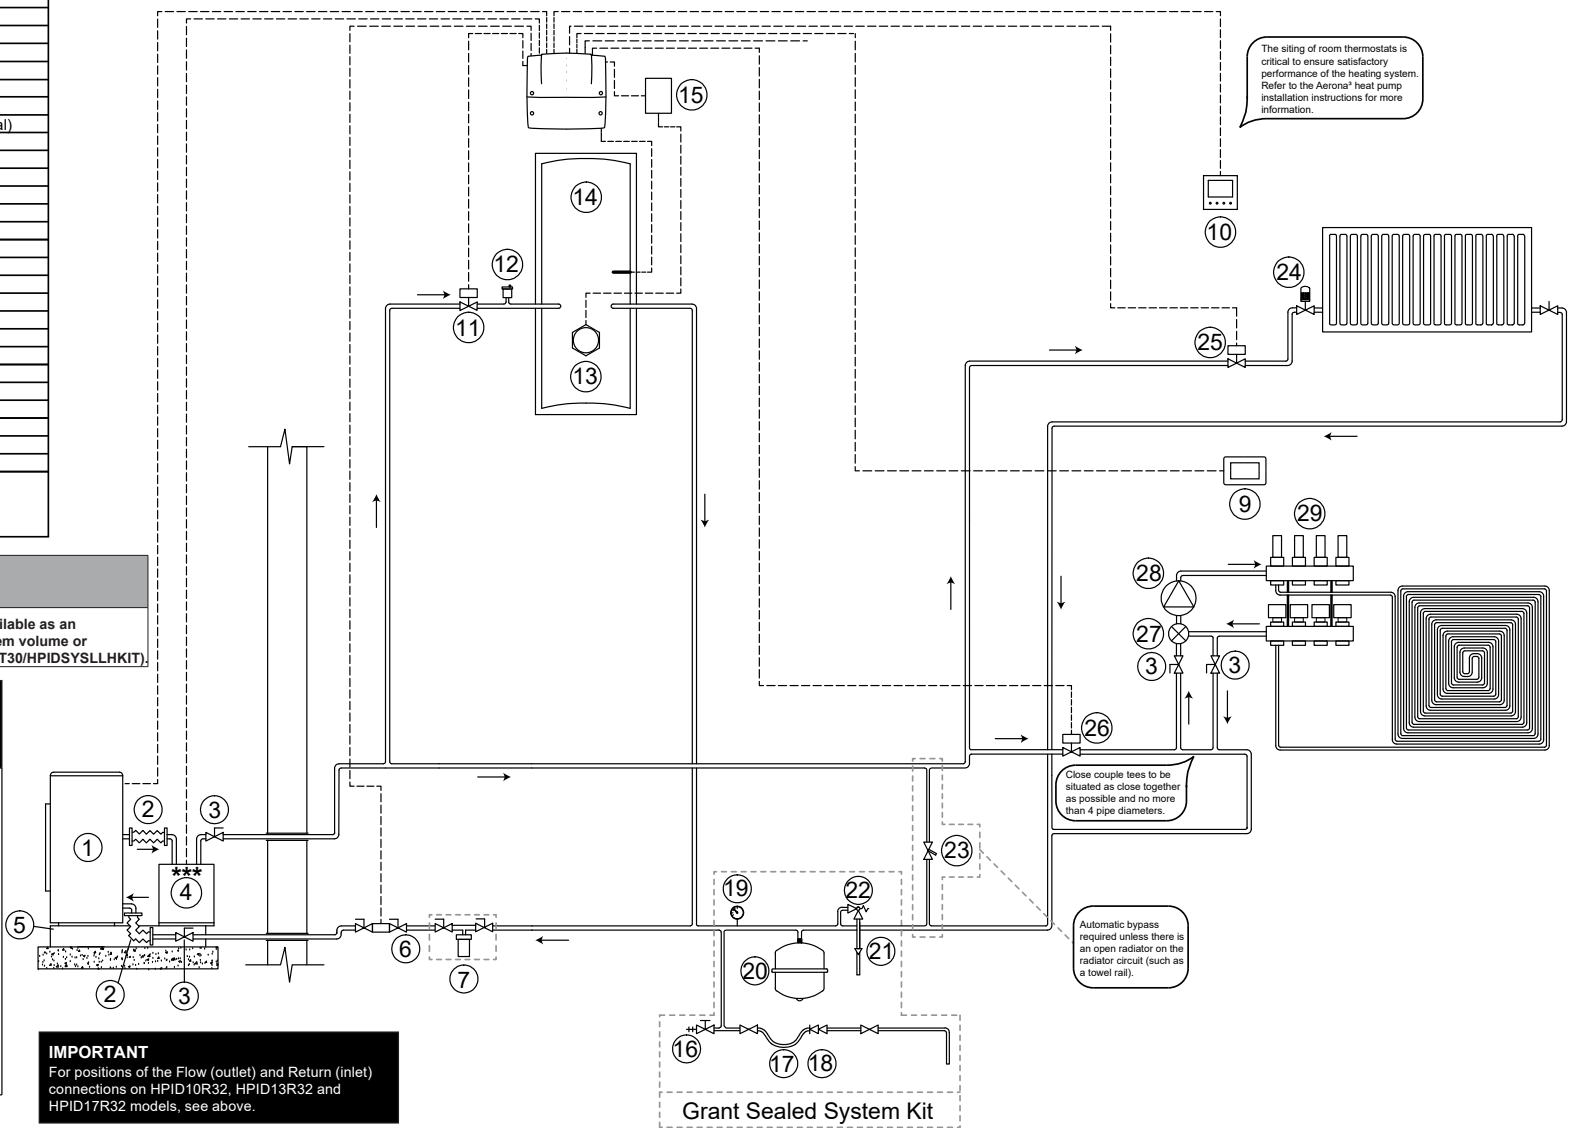 The siting of room thermostats is
critical to ensure satisfactory
performance of the heating system.
Refer to the Aerona³ heat pump
installation instructions for more
information.
al)
15
14
10
12
24
11
25
13
9
29
28
27
3
3
26
ilable as an
em volume or
T30/HPIDSYSLLHKIT).
Close couple tees to be
situated as close together
as possible and no more
than 4 pipe diameters.
2
3
1
***
4
23
5
19
22
6
7
20
21
2
3
Automatic bypass
required unless there is
an open radiator on the
radiator circuit (such as
a towel rail).
16
17
18
IMPORTANT
For positions of the Flow (outlet) and Return (inlet)
connections on HPID10R32, HPID13R32 and
HPID17R32 models, see above.
Grant Sealed System Kit